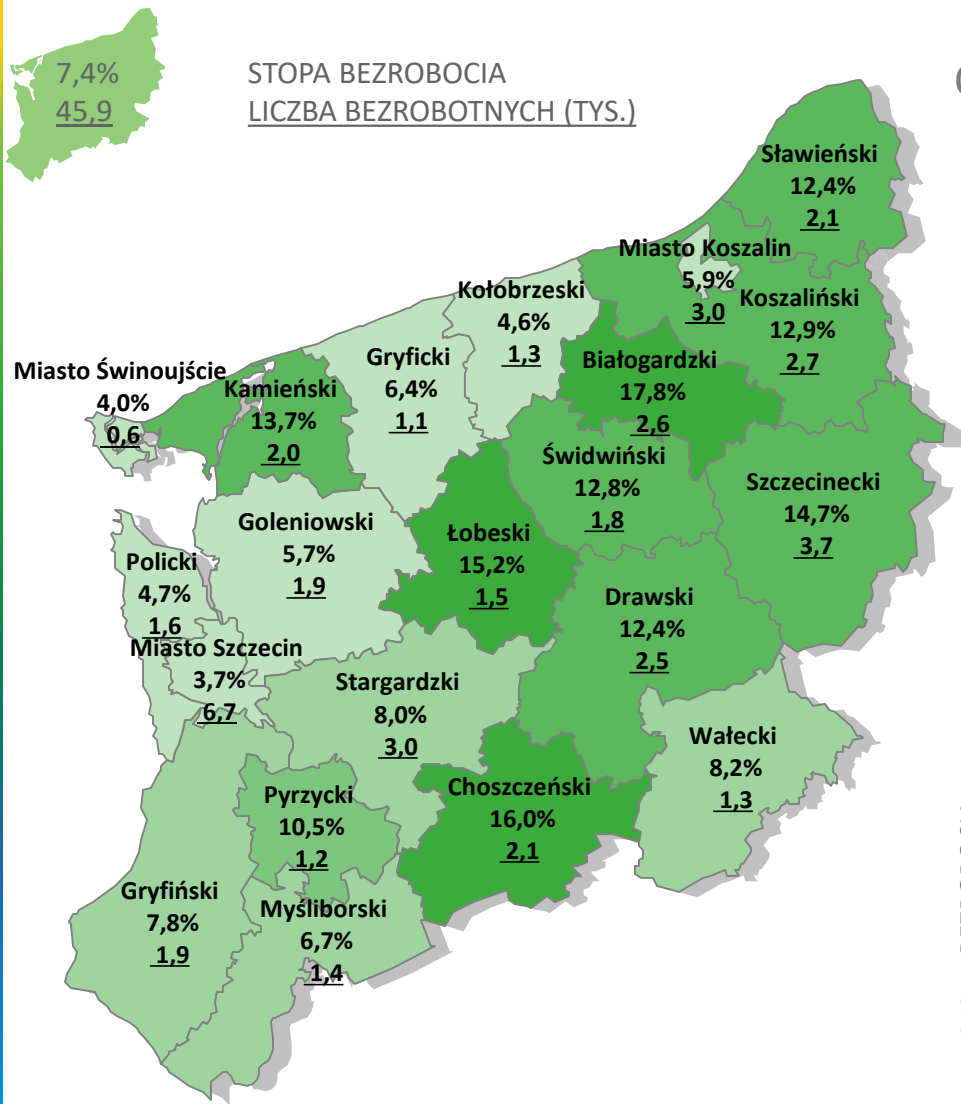 7,4%
45,9
STOPA BEZROBOCIA
LICZBA BEZROBOTNYCH (TYS.)
Sławieński
12,4%
2,1
Miasto Koszalin
5,9%
3,0
Koszaliński
12,9%
2,7
Kołobrzeski
4,6%
1,3
Białogardzki
17,8%
2,6
Gryficki
6,4%
1,1
Miasto Świnoujście
4,0%
0,6
Kamieński
13,7%
2,0
Świdwiński
12,8%
1,8
Szczecinecki
14,7%
3,7
Goleniowski
5,7%
1,9
Łobeski
15,2%
1,5
Policki
4,7%
1,6
Drawski
12,4%
2,5
Miasto Szczecin
3,7%
6,7
Stargardzki
8,0%
3,0
Wałecki
8,2%
1,3
Choszczeński
16,0%
2,1
Pyrzycki
10,5%
1,2
Gryfiński
7,8%
1,9
Myśliborski
6,7%
1,4